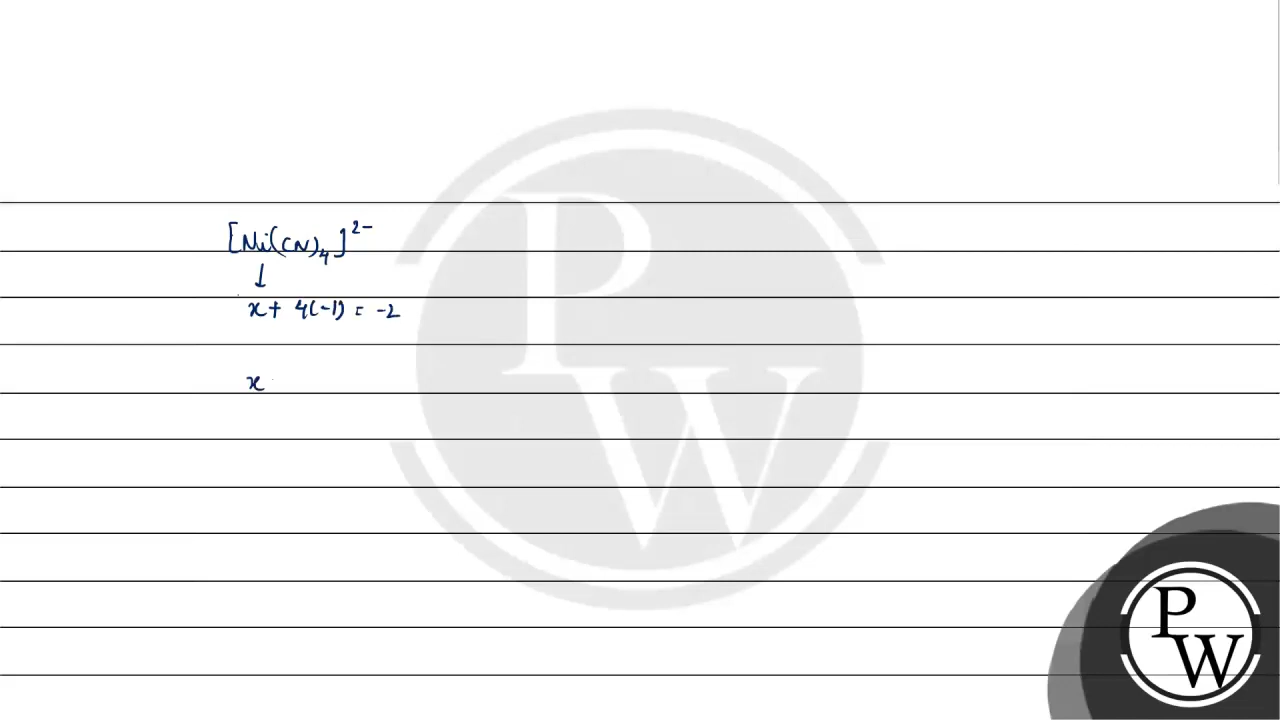 [Ni(CN)₄]²⁻
↓
x + 4(-1) = -2
x
P
W
P
W